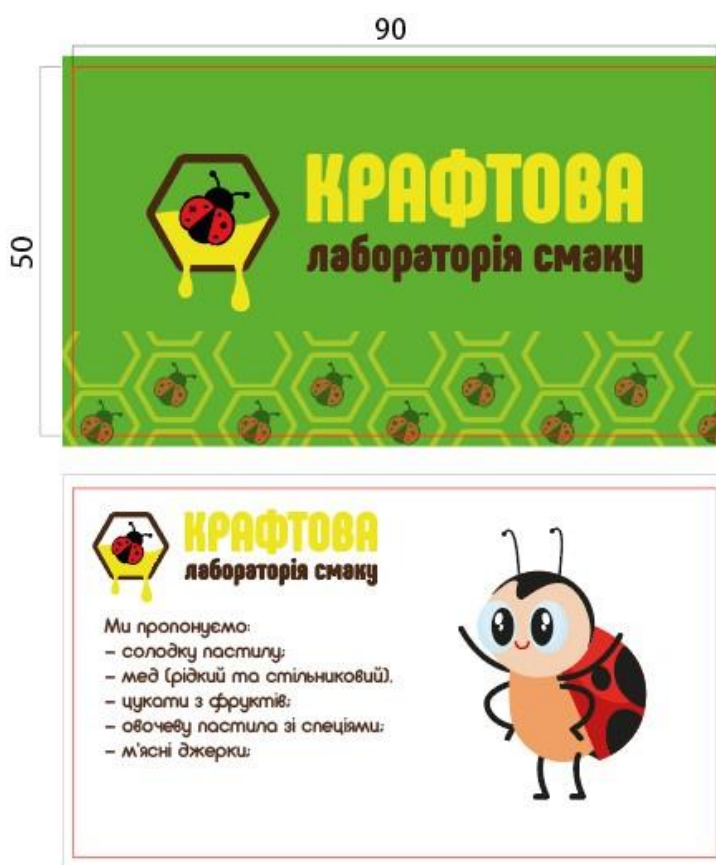 90
50
КРАФТОВА
лабораторія смаку
КРАФТОВА
лабораторія смаку
Ми пропонуємо:
– солодку пастилу;
– мед (рідкий та стільниковий).
– цукати з фруктів;
– овочеву пастила зі спеціями;
– м'ясні джерки;